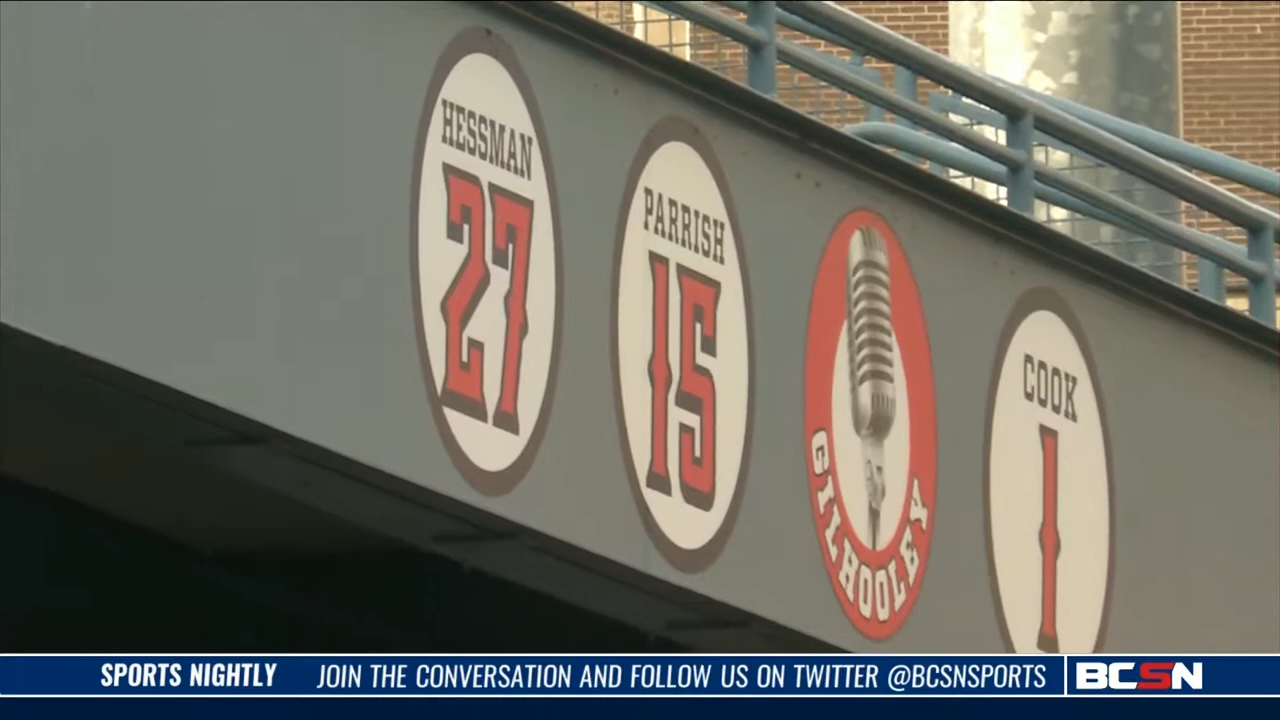 HESSMAN
27
PARRISH
15
GILHOOLEY
COOK
1
SPORTS NIGHTLY JOIN THE CONVERSATION AND FOLLOW US ON TWITTER @BCSNSPORTS BCSN